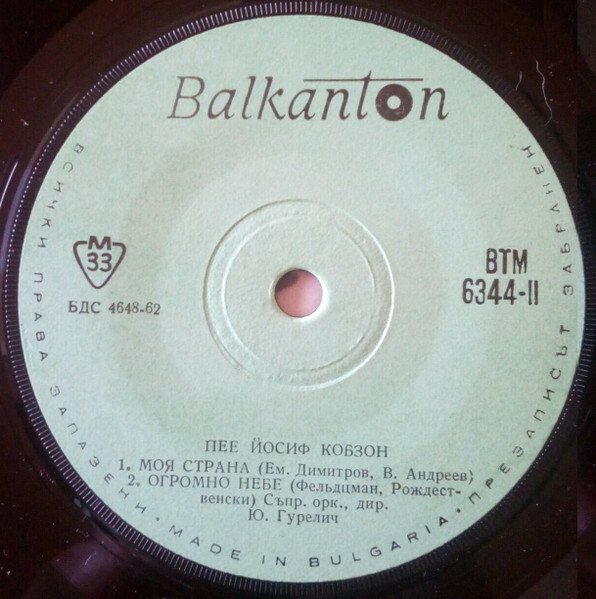 Balkanton
ВСИЧКИ ПРАВА ЗАПАЗЕНИ · MADE IN BULGARIA · ПРЕЗАПИСЪТ ЗАБРАНЕН
М
33
БДС 4648-62
ВТМ
6344-II
ПЕЕ ЙОСИФ КОБЗОН
1. МОЯ СТРАНА (Ем. Димитров, В. Андреев)
2. ОГРОМНО НЕБЕ (Фельдцман, Рождест-
венски) Съпр. орк., дир.
Ю. Гурелич